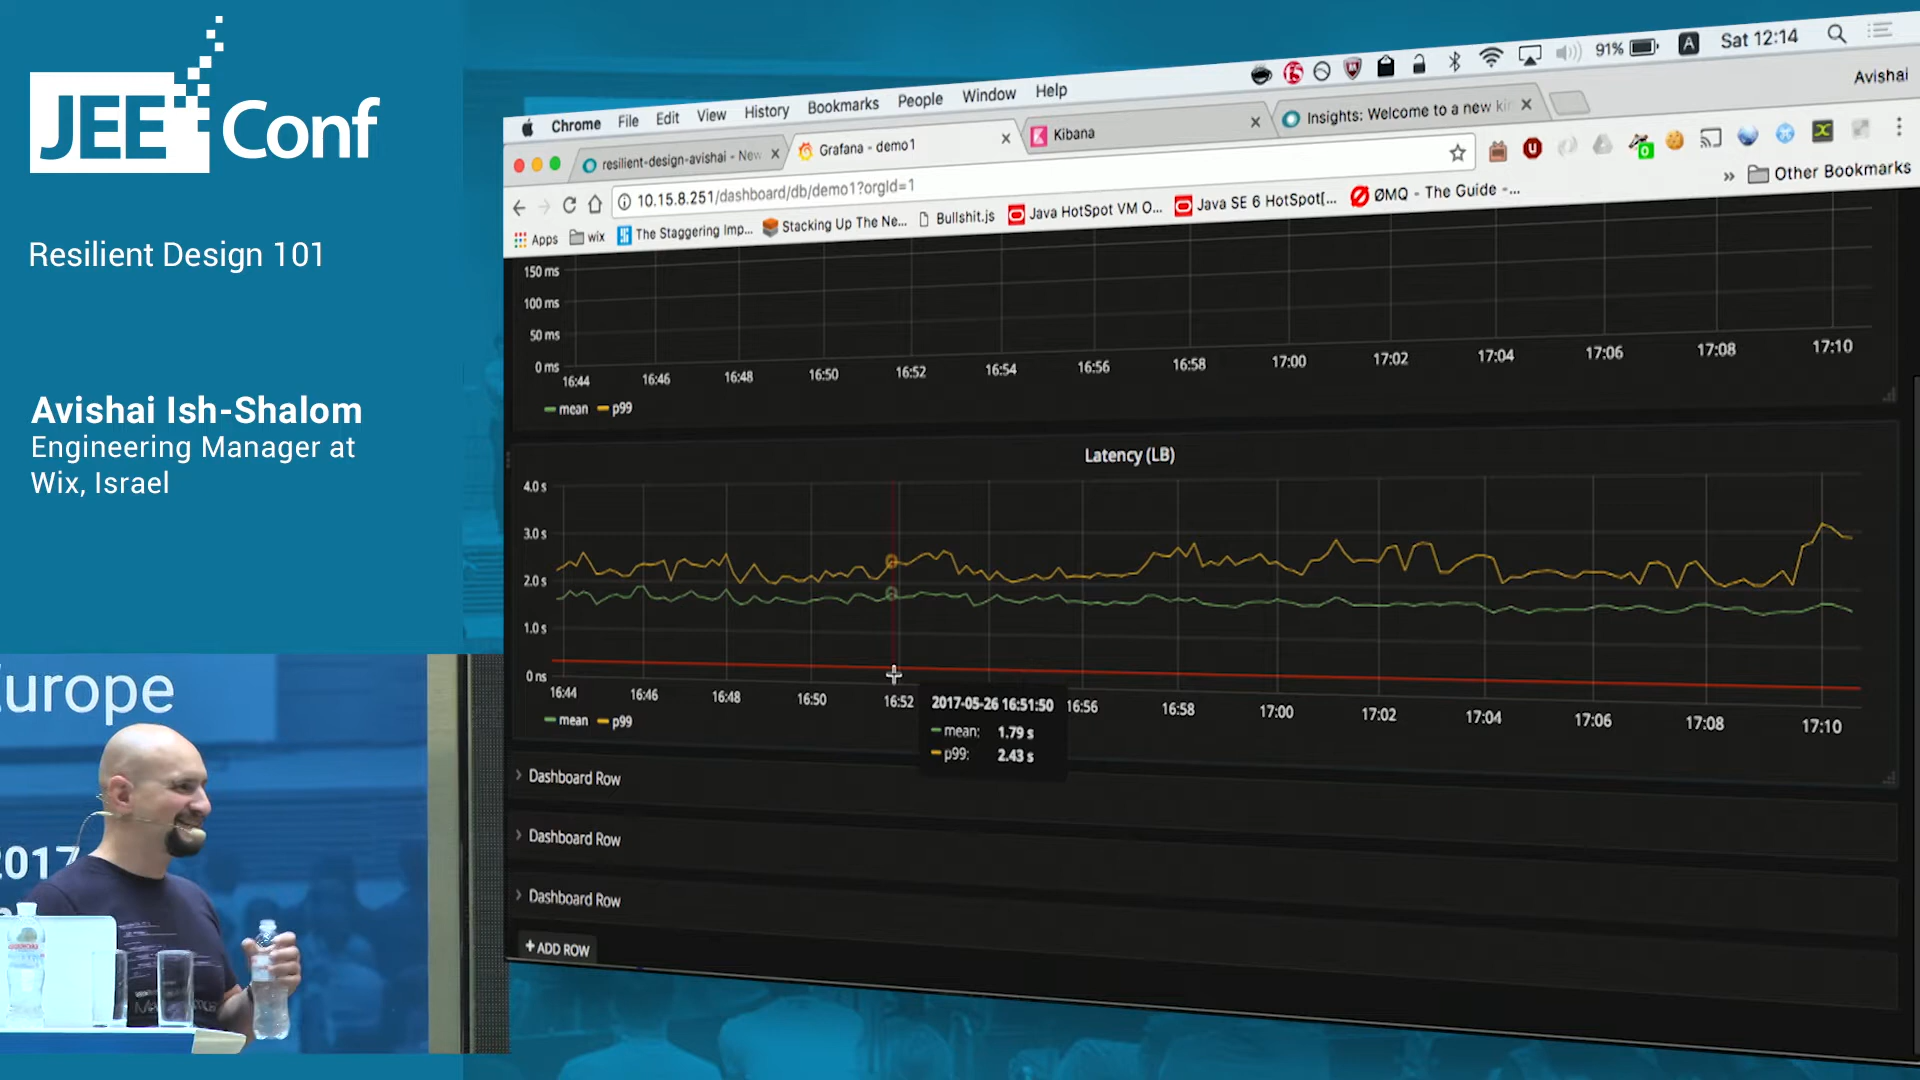 JEE Conf
Resilient Design 101
Avishai Ish-Shalom
Engineering Manager at
Wix, Israel
Chrome File Edit View History Bookmarks People Window Help
91% A Sat 12:14
Avishai
resilient-design-avishai - New
Grafana - demo1
Kibana
Insights: Welcome to a new kin
10.15.8.251/dashboard/db/demo1?orgId=1
Apps
wix
The Staggering Imp...
Stacking Up The Ne...
Bullshit.js
Java HotSpot VM O...
Java SE 6 HotSpot[...
ØMQ - The Guide -...
» Other Bookmarks
150 ms
100 ms
50 ms
0 ms
16:44 16:46 16:48 16:50 16:52 16:54 16:56 16:58 17:00 17:02 17:04 17:06 17:08 17:10
mean p99
Latency (LB)
4.0 s
3.0 s
2.0 s
1.0 s
0 ns
16:44 16:46 16:48 16:50 16:52 16:56 16:58 17:00 17:02 17:04 17:06 17:08 17:10
mean p99
2017-05-26 16:51:50
mean: 1.79 s
p99: 2.43 s
Dashboard Row
Dashboard Row
Dashboard Row
+ ADD ROW
Europe
2017